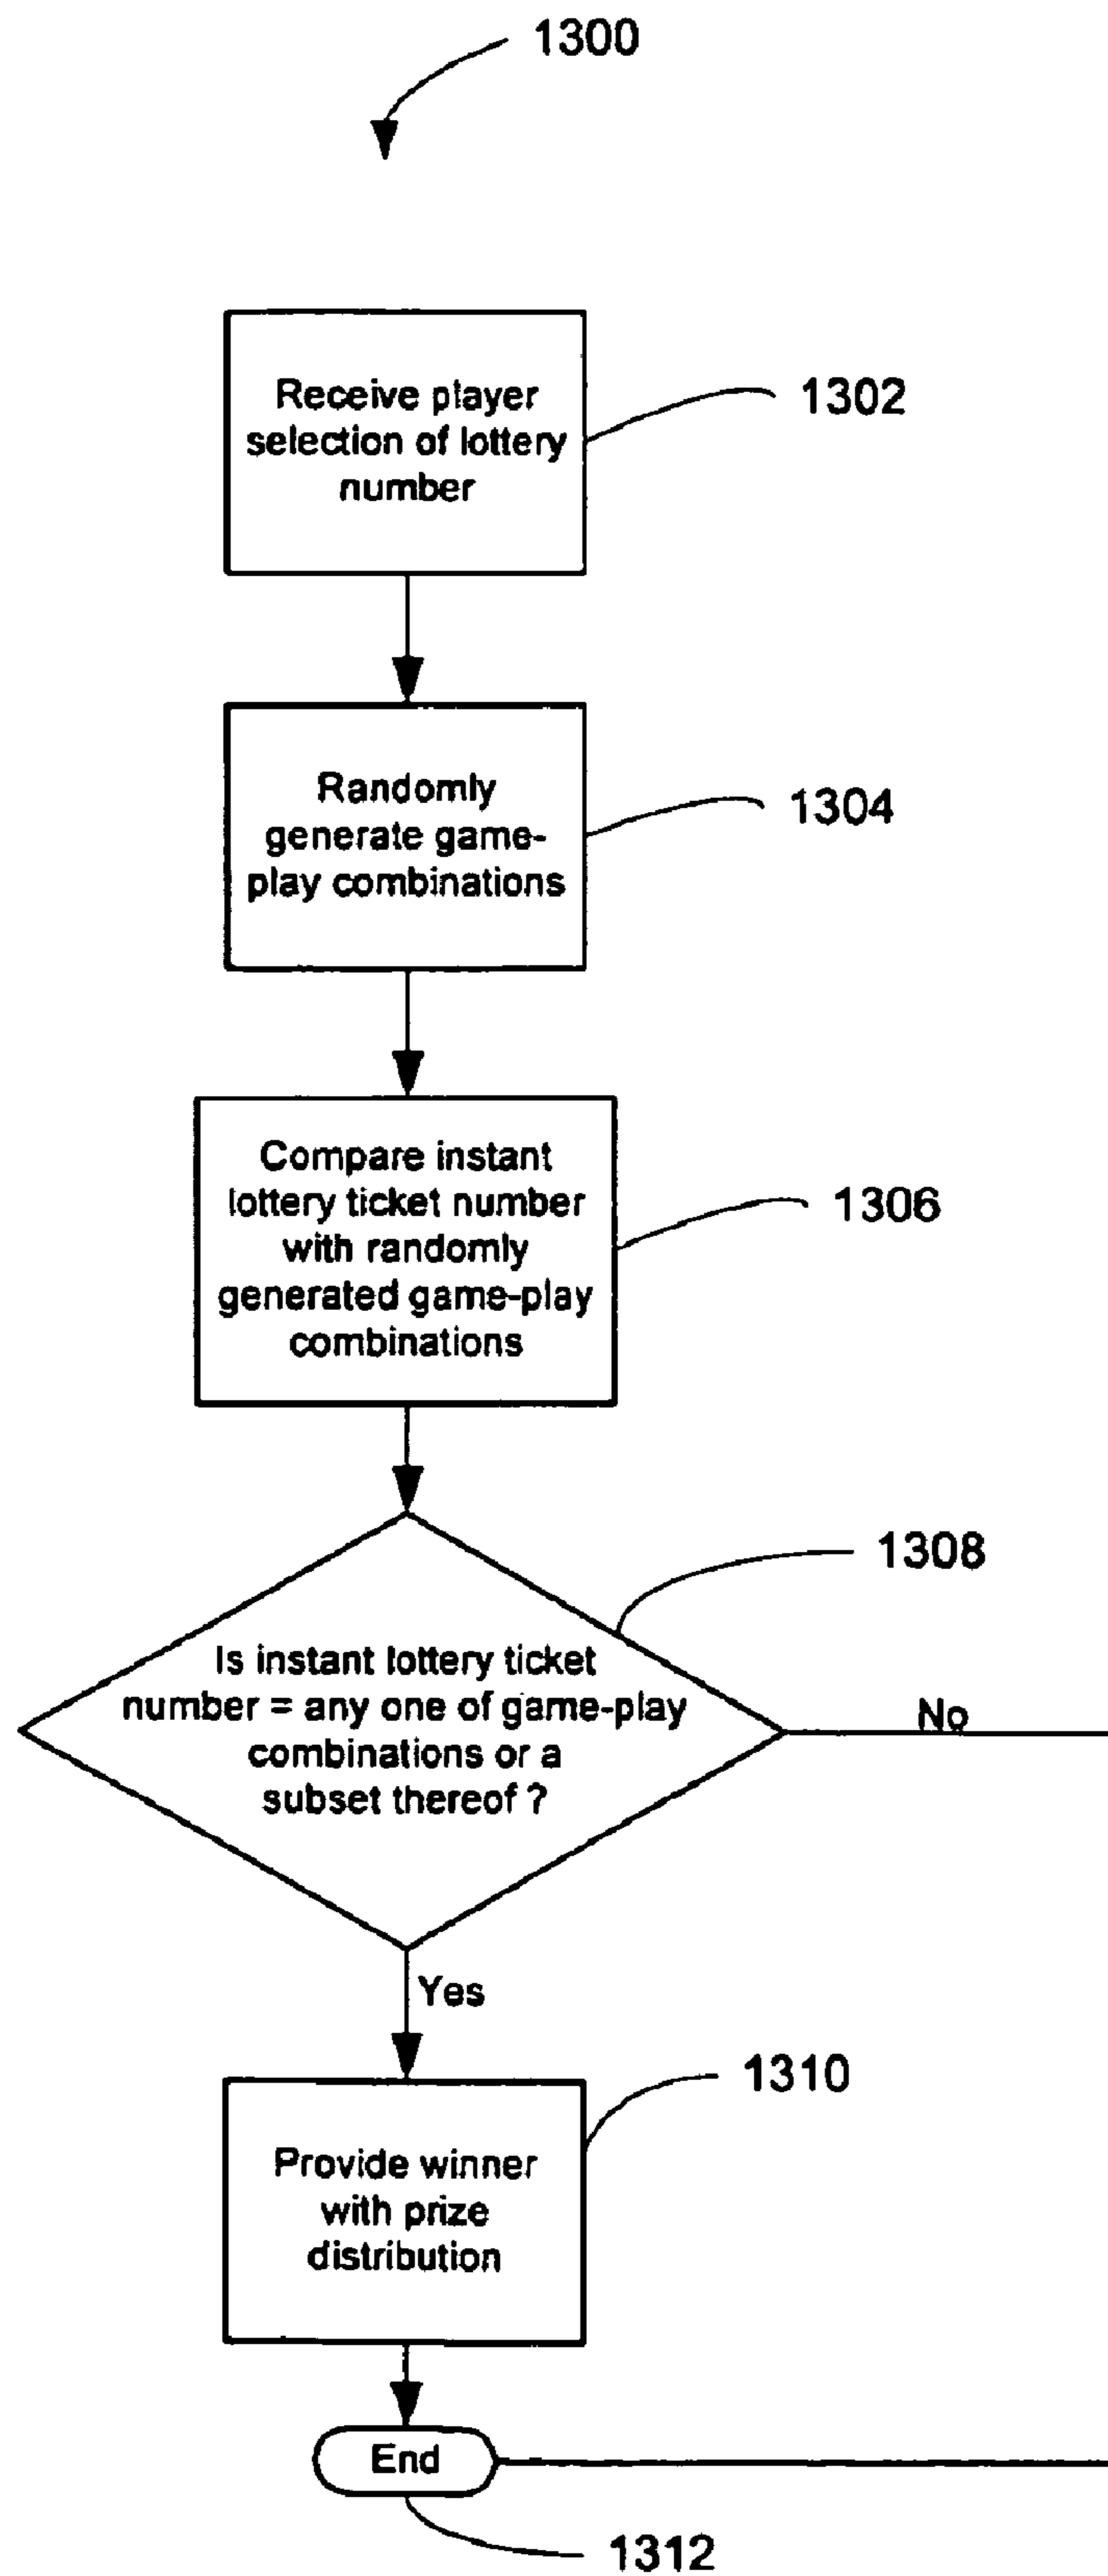 1300
Receive player
selection of lottery
number
1302
Randomly
generate game-
play combinations
1304
Compare instant
lottery ticket number
with randomly
generated game-play
combinations
1306
1308
Is instant lottery ticket
number = any one of game-play
combinations or a
subset thereof ?
No
Yes
1310
Provide winner
with prize
distribution
End
1312